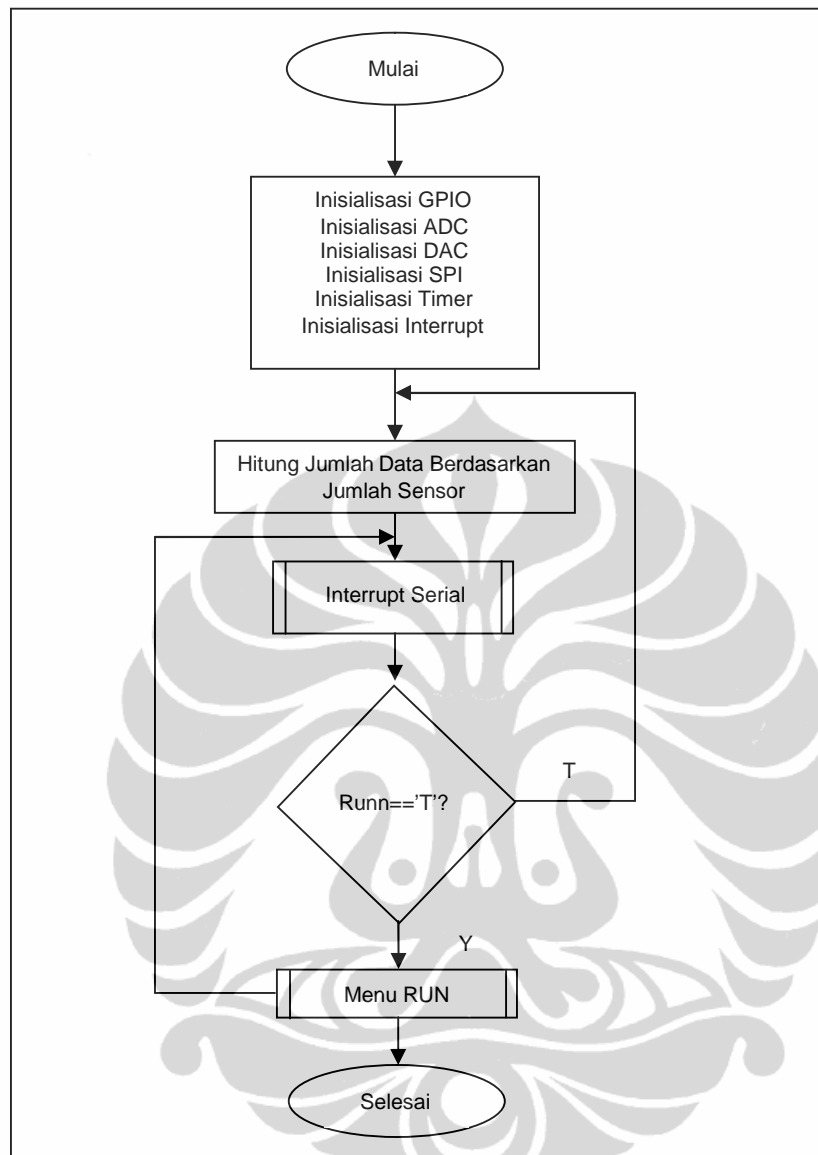 Mulai
Inisialisasi GPIO
Inisialisasi ADC
Inisialisasi DAC
Inisialisasi SPI
Inisialisasi Timer
Inisialisasi Interrupt
Hitung Jumlah Data Berdasarkan
Jumlah Sensor
Interrupt Serial
T
Runn=='T'?
Y
Menu RUN
Selesai